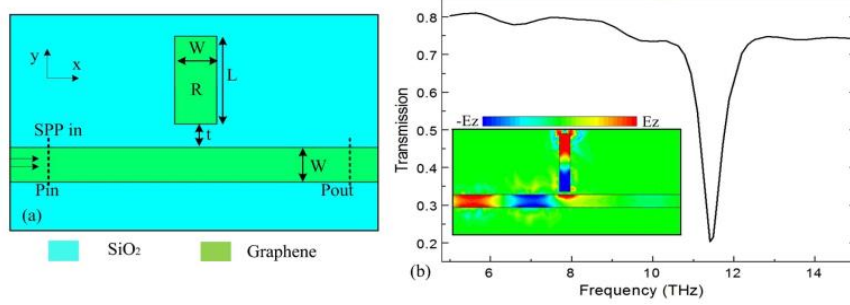 W
y
x
R
L
SPP in
t
W
Pin
Pout
(a)
SiO₂
Graphene
0.8
0.7
0.6
0.5
0.4
0.3
0.2
Transmission
-Ez
Ez
6
8
10
12
14
(b)
Frequency (THz)